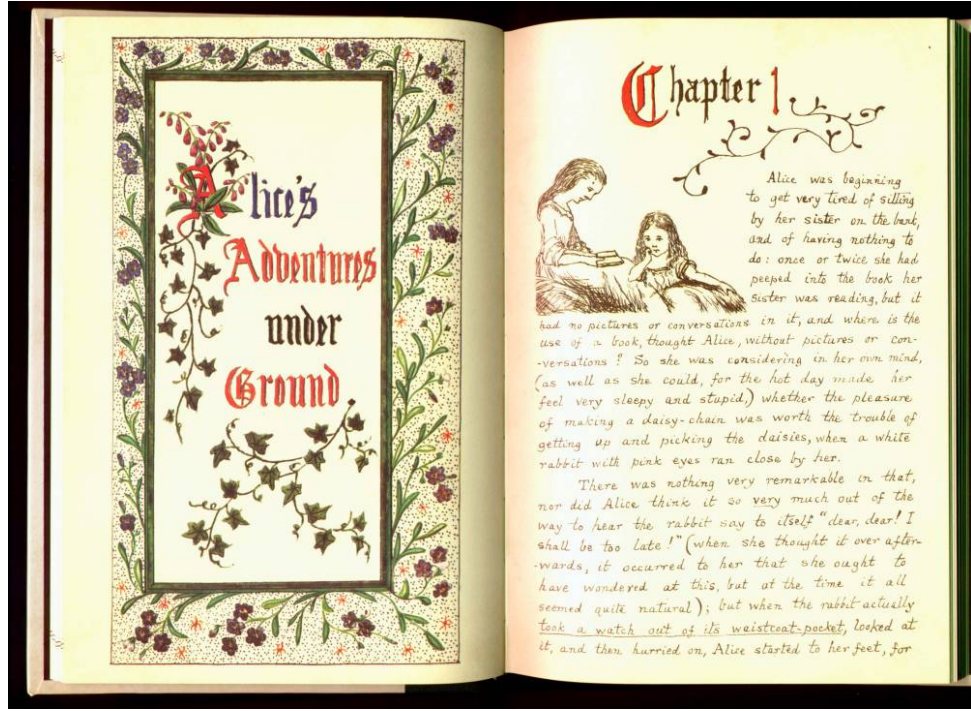 Alice's
Adventures
under
Ground
Chapter 1
Alice was beginning
to get very tired of sitting
by her sister on the bank,
and of having nothing to
do: once or twice she had
peeped into the book her
sister was reading, but it
had no pictures or conversations in it, and where is the
use of a book, thought Alice, without pictures or con-
-versations? So she was considering in her own mind,
(as well as she could, for the hot day made her
feel very sleepy and stupid,) whether the pleasure
of making a daisy-chain was worth the trouble of
getting up and picking the daisies, when a white
rabbit with pink eyes ran close by her.
There was nothing very remarkable in that,
nor did Alice think it so very much out of the
way to hear the rabbit say to itself "dear, dear! I
shall be too late!" (when she thought it over after-
-wards, it occurred to her that she ought to
have wondered at this, but at the time it all
seemed quite natural); but when the rabbit actually
took a watch out of its waistcoat-pocket, looked at
it, and then hurried on, Alice started to her feet, for